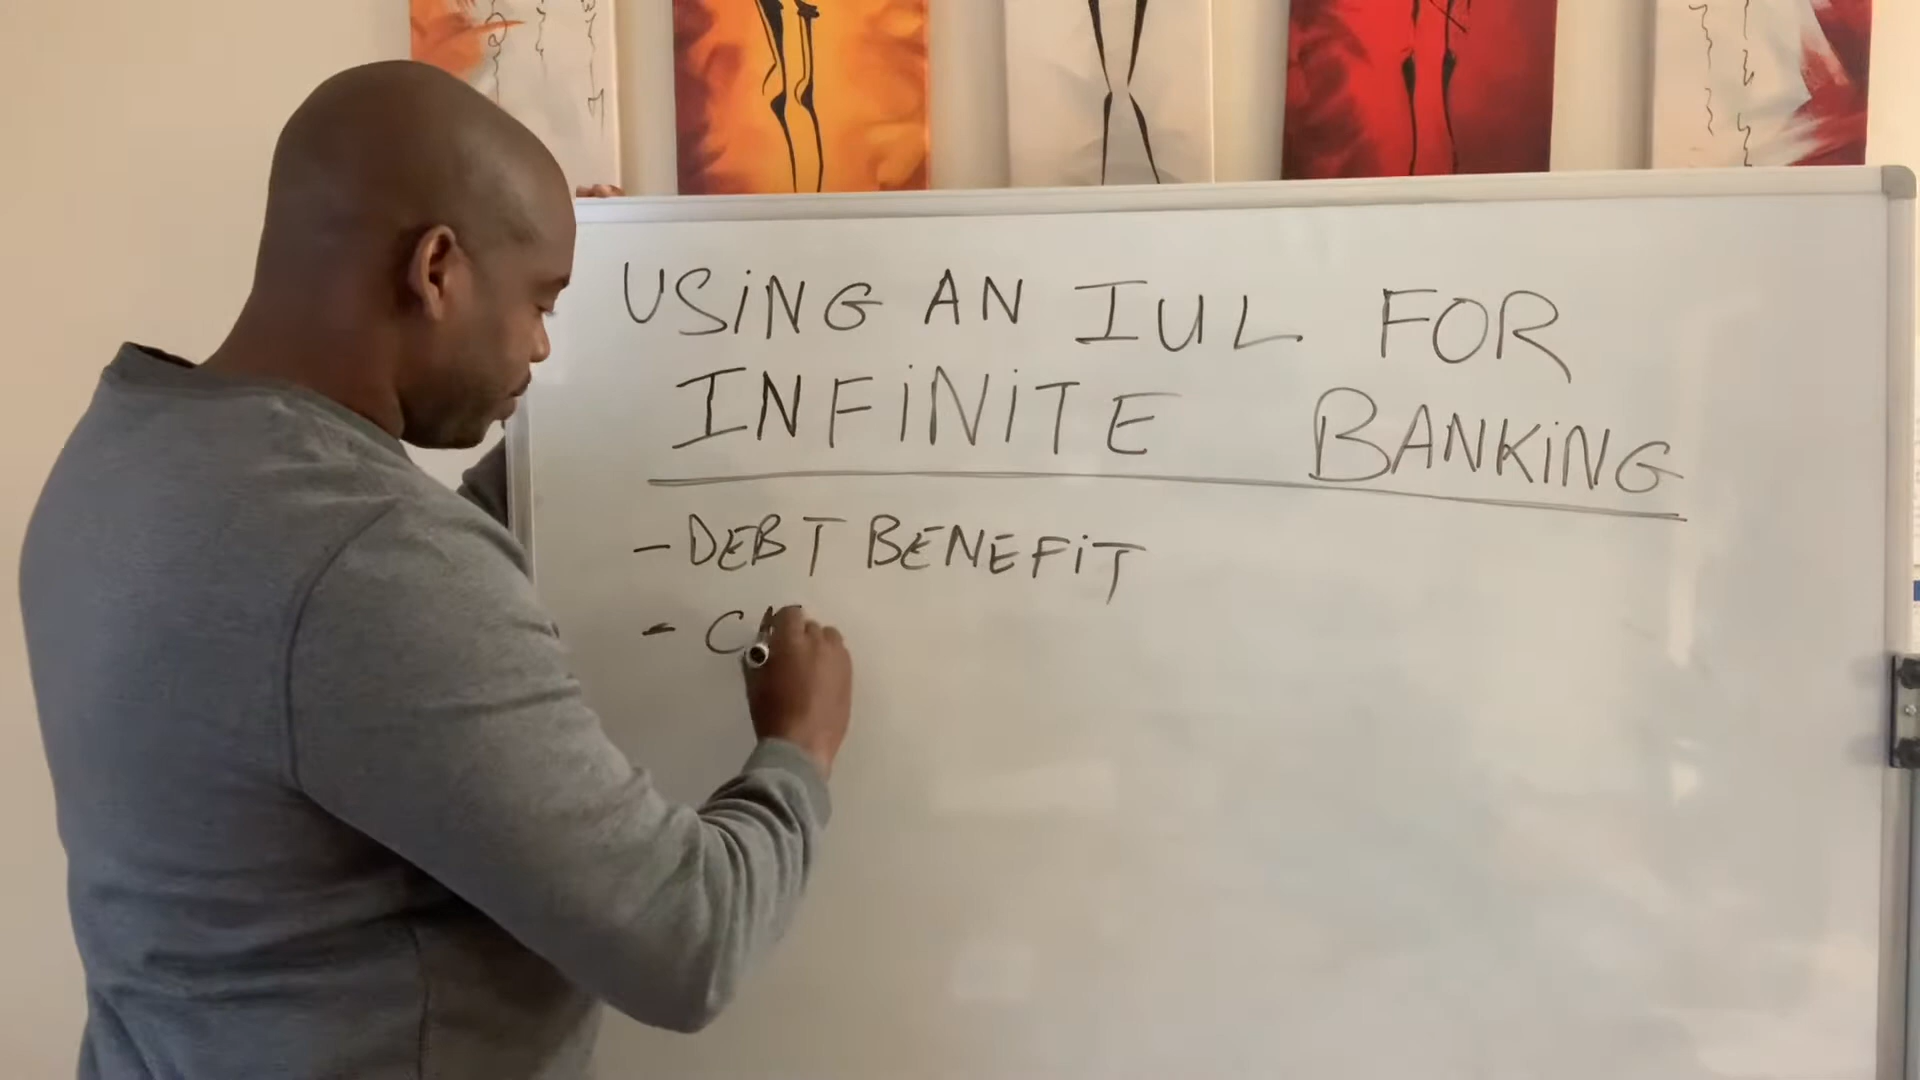 USiNG AN IUL FOR
INFiNiTE BANKiNG
- DEBT BENEFiT
- C